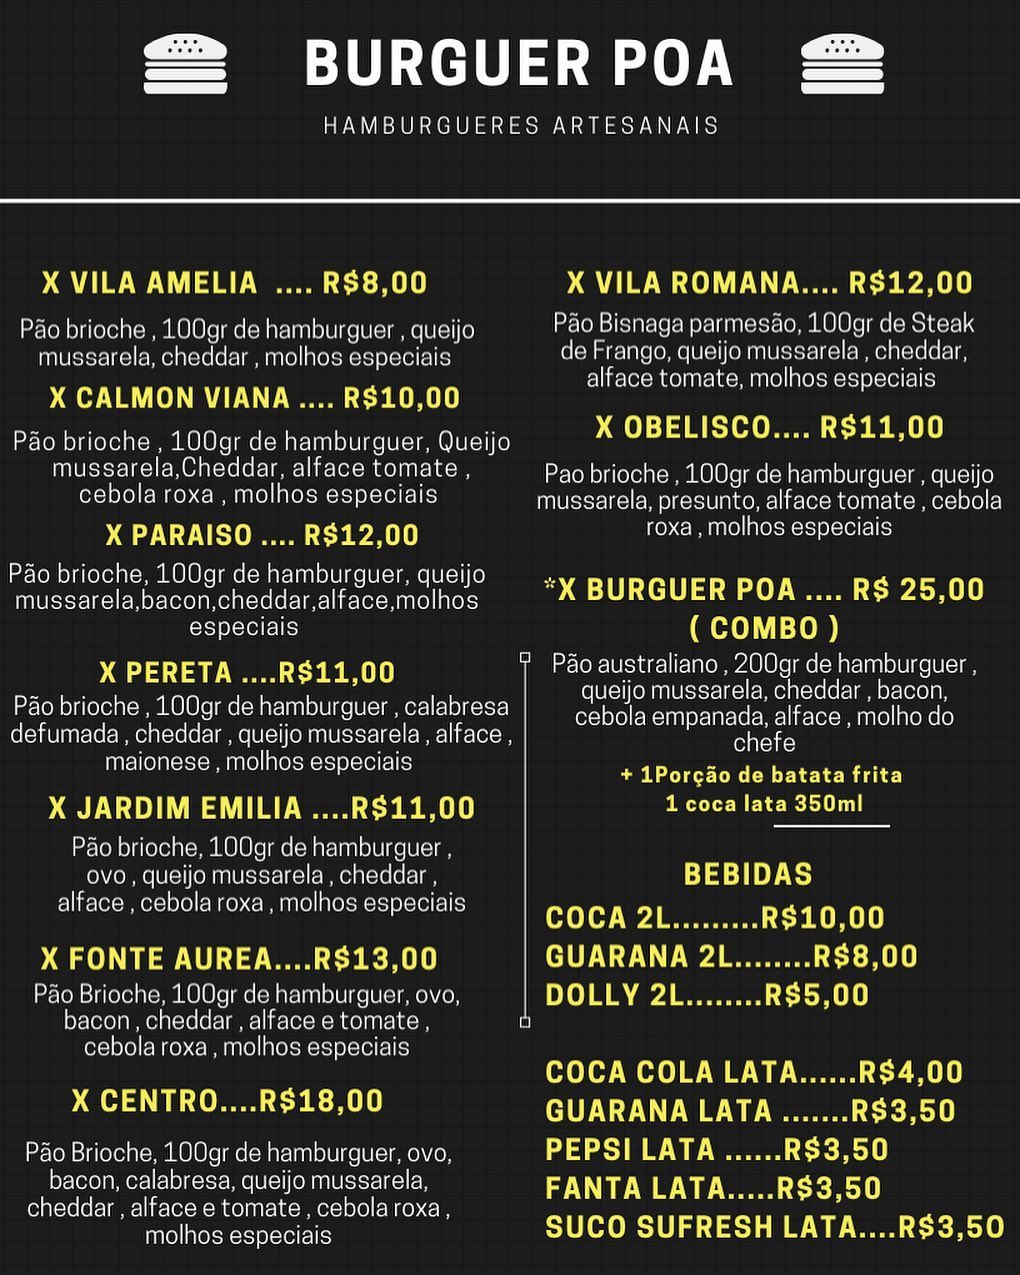 BURGUER POA
HAMBURGUERES ARTESANAIS
X VILA AMELIA .... R$8,00
Pão brioche , 100gr de hamburguer , queijo
mussarela, cheddar , molhos especiais
X CALMON VIANA .... R$10,00
Pão brioche , 100gr de hamburguer, Queijo
mussarela,Cheddar, alface tomate ,
cebola roxa , molhos especiais
X PARAISO .... R$12,00
Pão brioche, 100gr de hamburguer, queijo
mussarela,bacon,cheddar,alface,molhos
especiais
X PERETA ....R$11,00
Pão brioche , 100gr de hamburguer , calabresa
defumada , cheddar , queijo mussarela , alface ,
maionese , molhos especiais
X JARDIM EMILIA ....R$11,00
Pão brioche, 100gr de hamburguer ,
ovo , queijo mussarela , cheddar ,
alface , cebola roxa , molhos especiais
X FONTE AUREA....R$13,00
Pão Brioche, 100gr de hamburguer, ovo,
bacon , cheddar , alface e tomate ,
cebola roxa , molhos especiais
X CENTRO....R$18,00
Pão Brioche, 100gr de hamburguer, ovo,
bacon, calabresa, queijo mussarela,
cheddar , alface e tomate , cebola roxa ,
molhos especiais
X VILA ROMANA.... R$12,00
Pão Bisnaga parmesão, 100gr de Steak
de Frango, queijo mussarela , cheddar,
alface tomate, molhos especiais
X OBELISCO.... R$11,00
Pao brioche , 100gr de hamburguer , queijo
mussarela, presunto, alface tomate , cebola
roxa , molhos especiais
*X BURGUER POA .... R$ 25,00
( COMBO )
Pão australiano , 200gr de hamburguer ,
queijo mussarela, cheddar , bacon,
cebola empanada, alface , molho do
chefe
+ 1Porção de batata frita
1 coca lata 350ml
BEBIDAS
COCA 2L.........R$10,00
GUARANA 2L........R$8,00
DOLLY 2L........R$5,00
COCA COLA LATA......R$4,00
GUARANA LATA .......R$3,50
PEPSI LATA ......R$3,50
FANTA LATA.....R$3,50
SUCO SUFRESH LATA....R$3,50